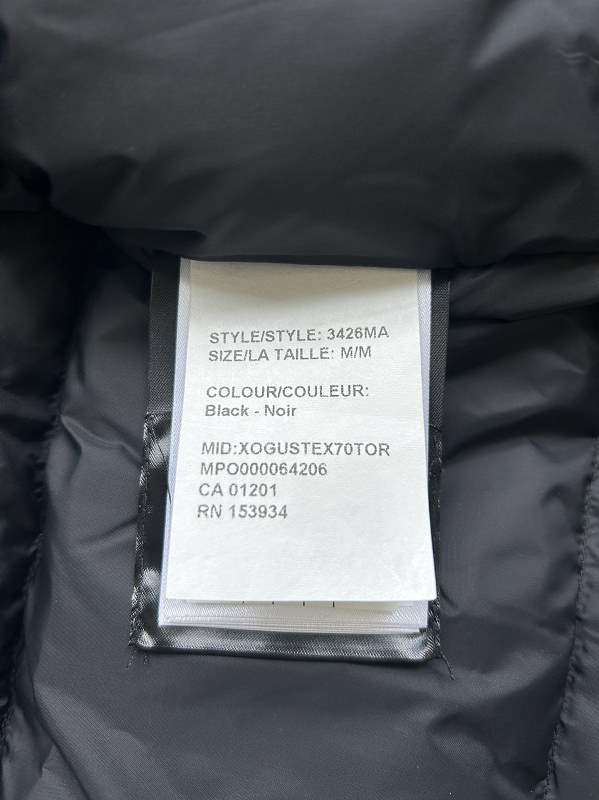 STYLE/STYLE: 3426MA
SIZE/LA TAILLE: M/M
COLOUR/COULEUR:
Black - Noir
MID:XOGUSTEX70TOR
MPO000064206
CA 01201
RN 153934